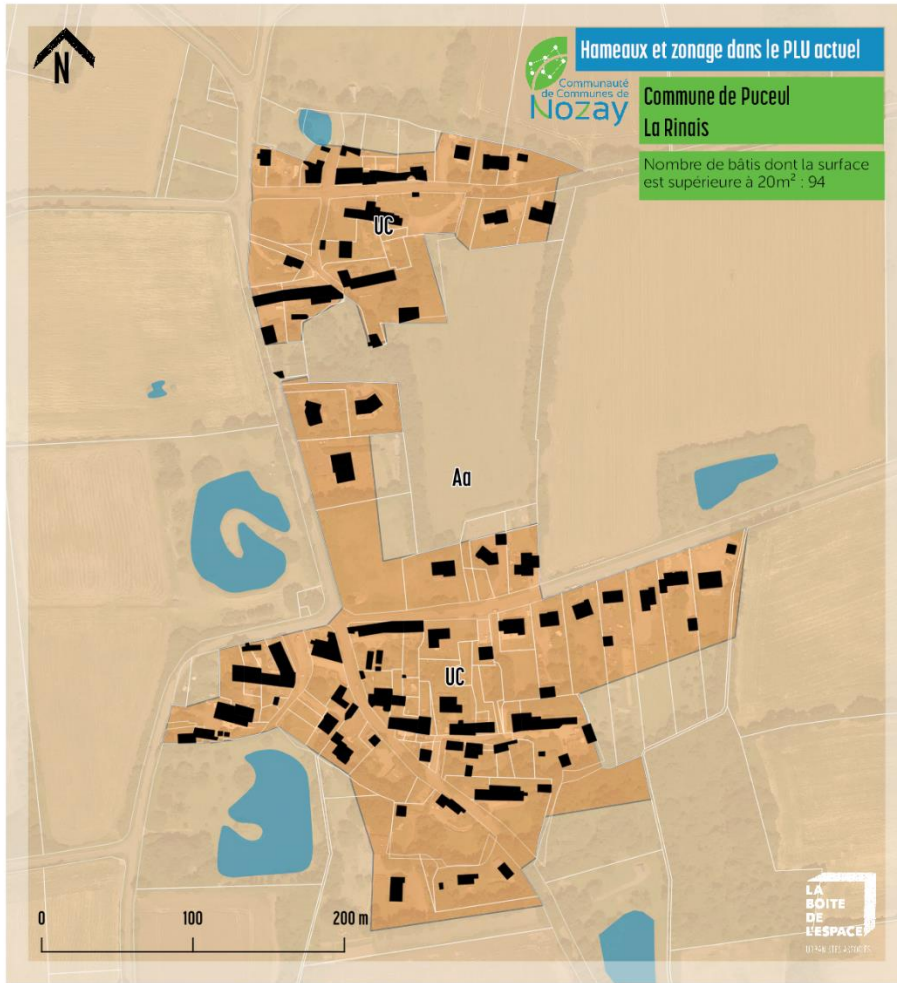 N
Hameaux et zonage dans le PLU actuel
Communauté
de Communes de
Nozay
Commune de Puceul
La Rinais
Nombre de bâtis dont la surface
est supérieure à 20m² : 94
UC
Aa
UC
0 100 200 m
LA
BOITE
DE
L'ESPACE